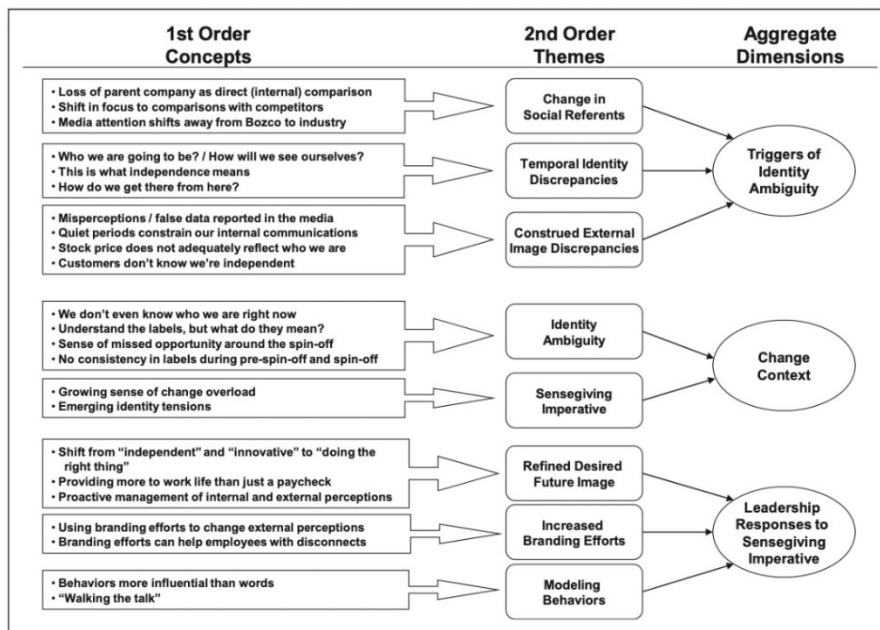 1st Order
Concepts
2nd Order
Themes
Aggregate
Dimensions
• Loss of parent company as direct (internal) comparison
• Shift in focus to comparisons with competitors
• Media attention shifts away from Bozco to industry
Change in
Social Referents
• Who we are going to be? / How will we see ourselves?
• This is what independence means
• How do we get there from here?
Temporal Identity
Discrepancies
Triggers of
Identity
Ambiguity
• Misperceptions / false data reported in the media
• Quiet periods constrain our internal communications
• Stock price does not adequately reflect who we are
• Customers don’t know we’re independent
Construed External
Image Discrepancies
• We don’t even know who we are right now
• Understand the labels, but what do they mean?
• Sense of missed opportunity around the spin-off
• No consistency in labels during pre-spin-off and spin-off
Identity
Ambiguity
Change
Context
• Growing sense of change overload
• Emerging identity tensions
Sensegiving
Imperative
• Shift from “independent” and “innovative” to “doing the
right thing”
• Providing more to work life than just a paycheck
• Proactive management of internal and external perceptions
Refined Desired
Future Image
• Using branding efforts to change external perceptions
• Branding efforts can help employees with disconnects
Increased
Branding Efforts
Leadership
Responses to
Sensegiving
Imperative
• Behaviors more influential than words
• “Walking the talk”
Modeling
Behaviors